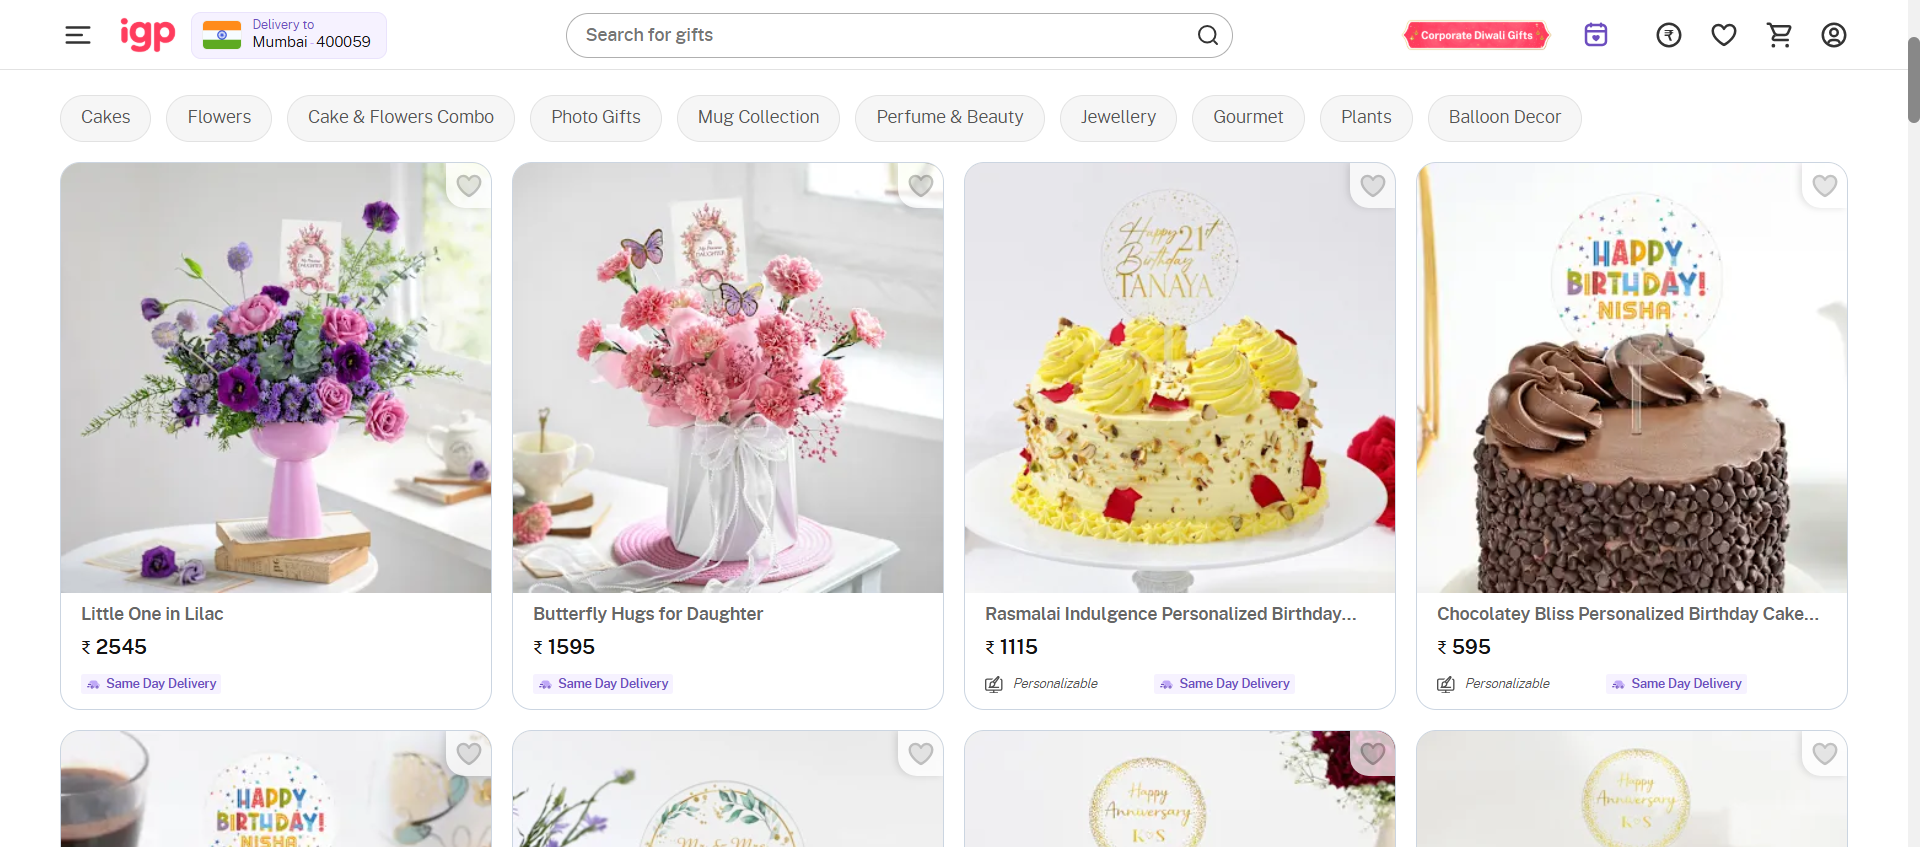 igp
Delivery to
Mumbai - 400059
Search for gifts
Corporate Diwali Gifts
Cakes
Flowers
Cake & Flowers Combo
Photo Gifts
Mug Collection
Perfume & Beauty
Jewellery
Gourmet
Plants
Balloon Decor
DAUGHTER
DAUGHTER
Happy 21st
Birthday
TANAYA
HAPPY
BIRTHDAY!
NISHA
Little One in Lilac
₹ 2545
Same Day Delivery
Butterfly Hugs for Daughter
₹ 1595
Same Day Delivery
Rasmalai Indulgence Personalized Birthday...
₹ 1115
Personalizable
Same Day Delivery
Chocolatey Bliss Personalized Birthday Cake...
₹ 595
Personalizable
Same Day Delivery
HAPPY
BIRTHDAY!
NISHA
Happy
Anniversary
K S
Happy
Anniversary
K S